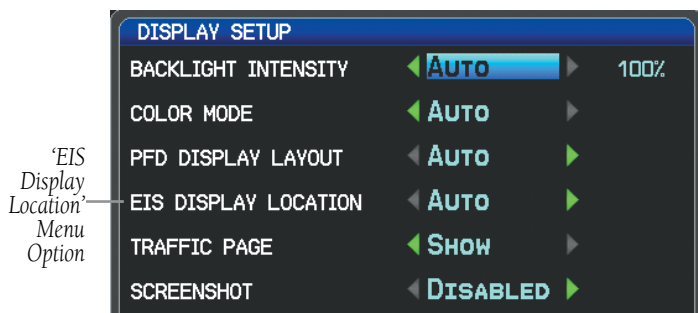 DISPLAY SETUP
BACKLIGHT INTENSITY AUTO 100%
COLOR MODE AUTO
PFD DISPLAY LAYOUT AUTO
EIS DISPLAY LOCATION AUTO
TRAFFIC PAGE SHOW
SCREENSHOT DISABLED
‘EIS
Display
Location’
Menu
Option